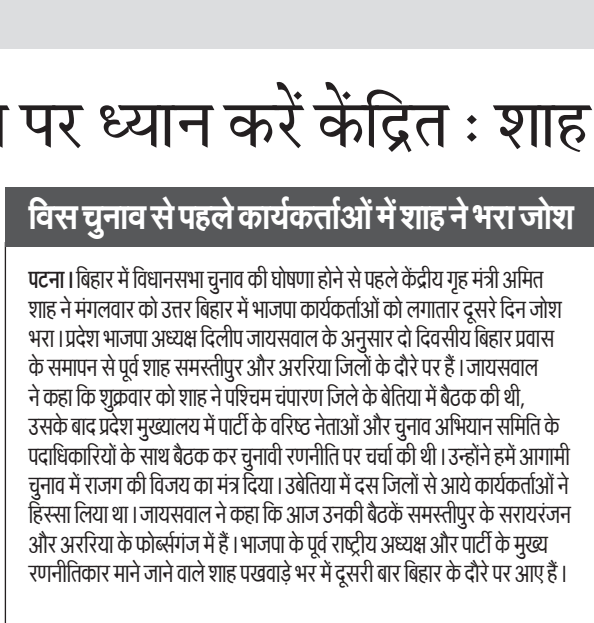 पर ध्यान करें केंद्रित : शाह
विस चुनाव से पहले कार्यकर्ताओं में शाह ने भरा जोश
पटना। बिहार में विधानसभा चुनाव की घोषणा होने से पहले केंद्रीय गृह मंत्री अमित
शाह ने मंगलवार को उत्तर बिहार में भाजपा कार्यकर्ताओं को लगातार दूसरे दिन जोश
भरा। प्रदेश भाजपा अध्यक्ष दिलीप जायसवाल के अनुसार दो दिवसीय बिहार प्रवास
के समापन से पूर्व शाह समस्तीपुर और अररिया जिलों के दौरे पर हैं। जायसवाल
ने कहा कि शुक्रवार को शाह ने पश्चिम चंपारण जिले के बेतिया में बैठक की थी,
उसके बाद प्रदेश मुख्यालय में पार्टी के वरिष्ठ नेताओं और चुनाव अभियान समिति के
पदाधिकारियों के साथ बैठक कर चुनावी रणनीति पर चर्चा की थी। उन्होंने हमें आगामी
चुनाव में राजग की विजय का मंत्र दिया। उबेतिया में दस जिलों से आये कार्यकर्ताओं ने
हिस्सा लिया था। जायसवाल ने कहा कि आज उनकी बैठकें समस्तीपुर के सरायरंजन
और अररिया के फोर्ब्सगंज में हैं। भाजपा के पूर्व राष्ट्रीय अध्यक्ष और पार्टी के मुख्य
रणनीतिकार माने जाने वाले शाह पखवाड़े भर में दूसरी बार बिहार के दौरे पर आए हैं।